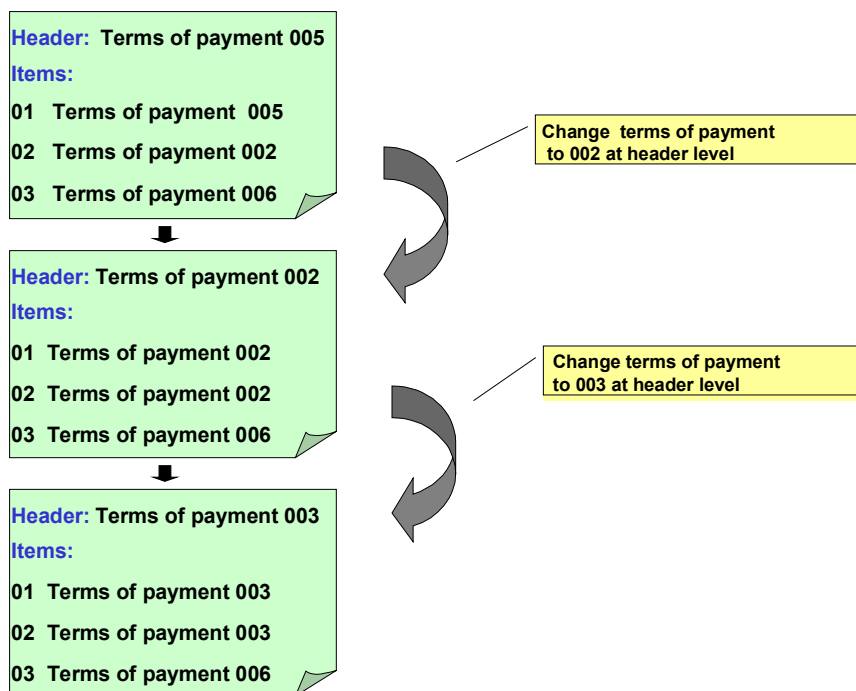 Header: Terms of payment 005
Items:
01 Terms of payment 005
02 Terms of payment 002
03 Terms of payment 006
Change terms of payment
to 002 at header level
Header: Terms of payment 002
Items:
01 Terms of payment 002
02 Terms of payment 002
03 Terms of payment 006
Change terms of payment
to 003 at header level
Header: Terms of payment 003
Items:
01 Terms of payment 003
02 Terms of payment 003
03 Terms of payment 006